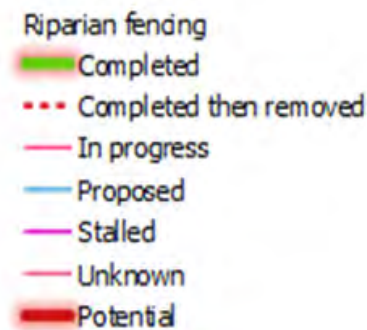 Riparian fencing
Completed
Completed then removed
In progress
Proposed
Stalled
Unknown
Potential